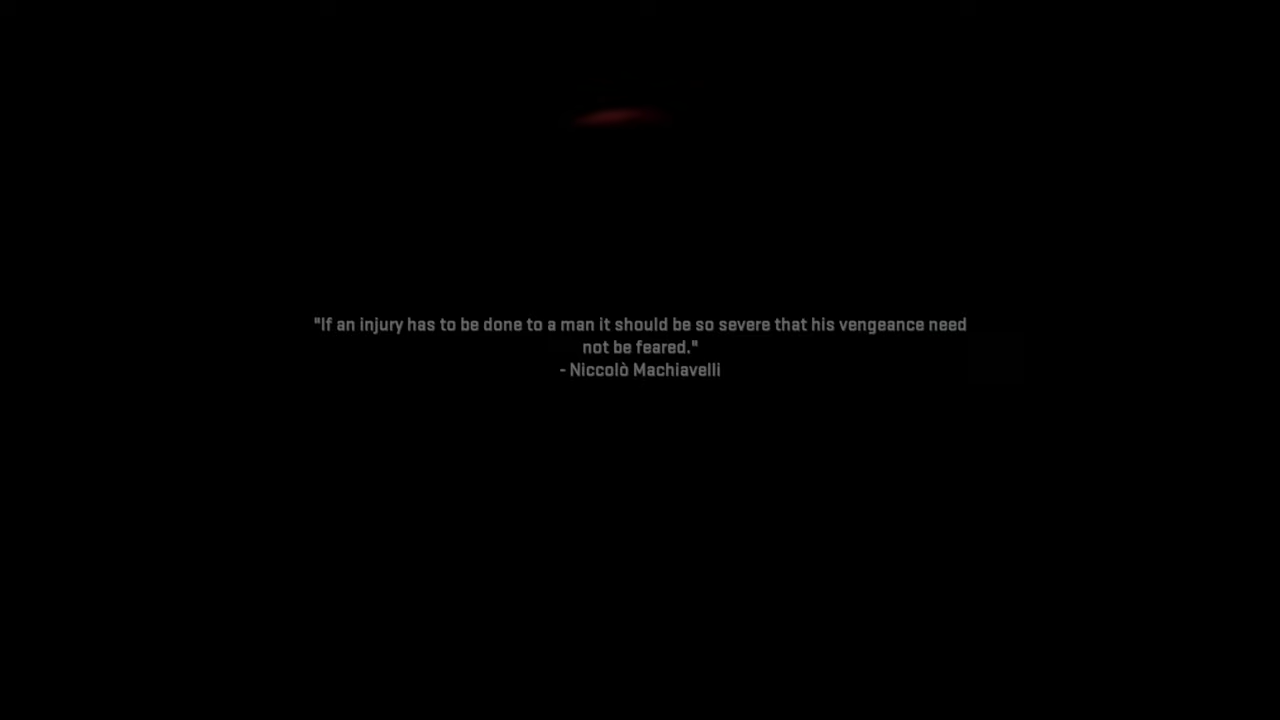 "If an injury has to be done to a man it should be so severe that his vengeance need
not be feared."
- Niccolò Machiavelli